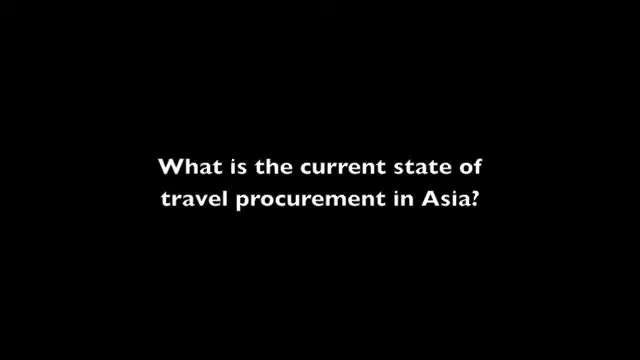 What is the current state of
travel procurement in Asia?